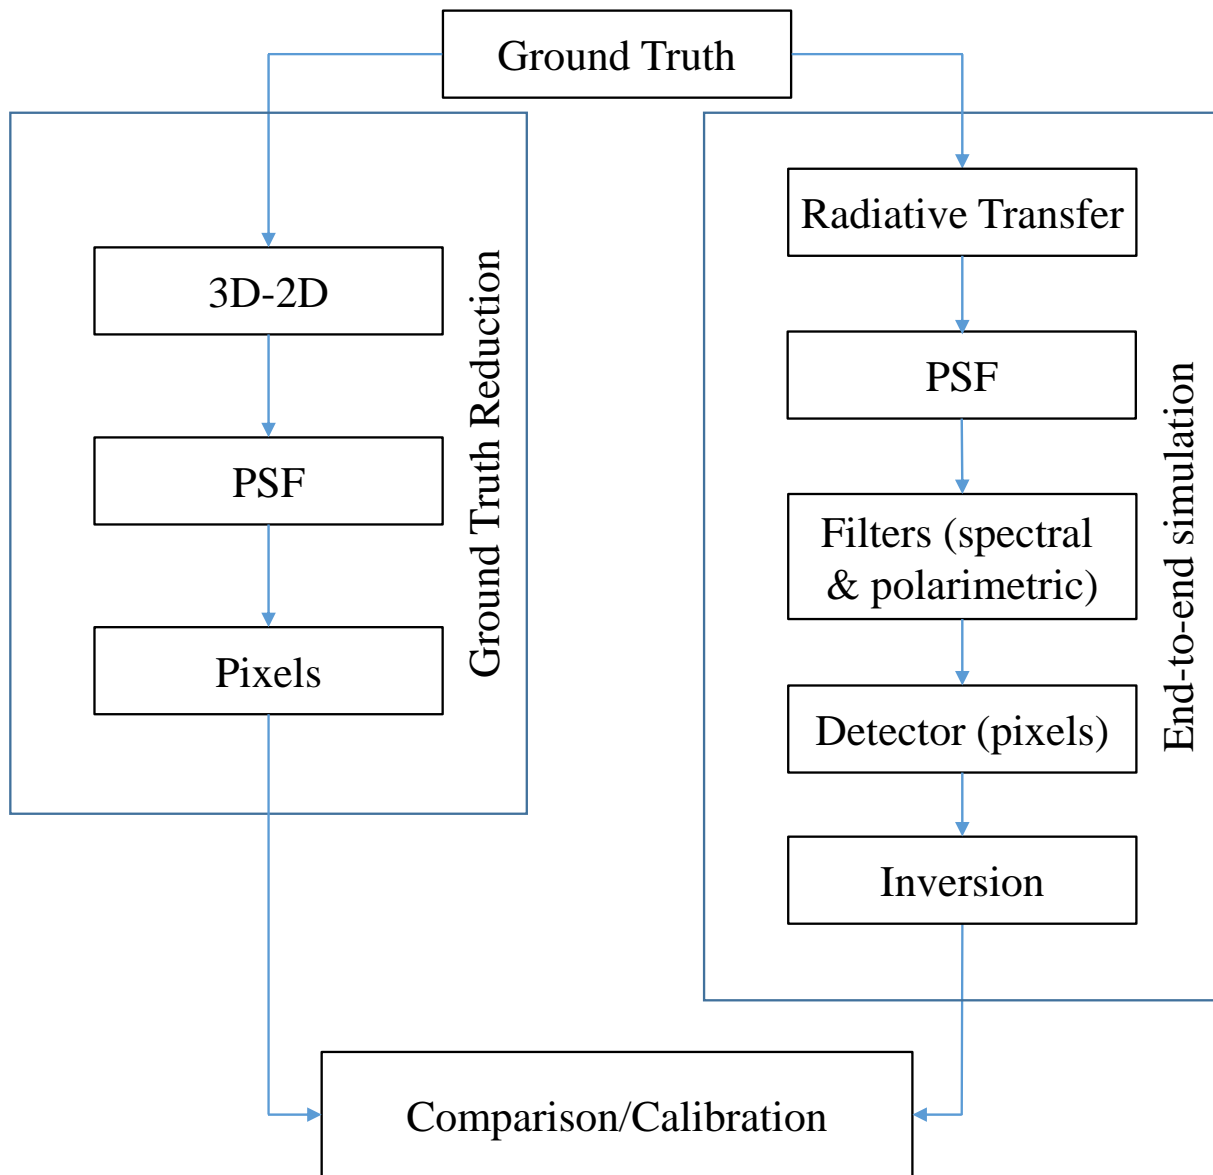 Ground Truth
3D-2D
PSF
Pixels
Ground Truth Reduction
Radiative Transfer
PSF
Filters (spectral
& polarimetric)
Detector (pixels)
Inversion
End-to-end simulation
Comparison/Calibration